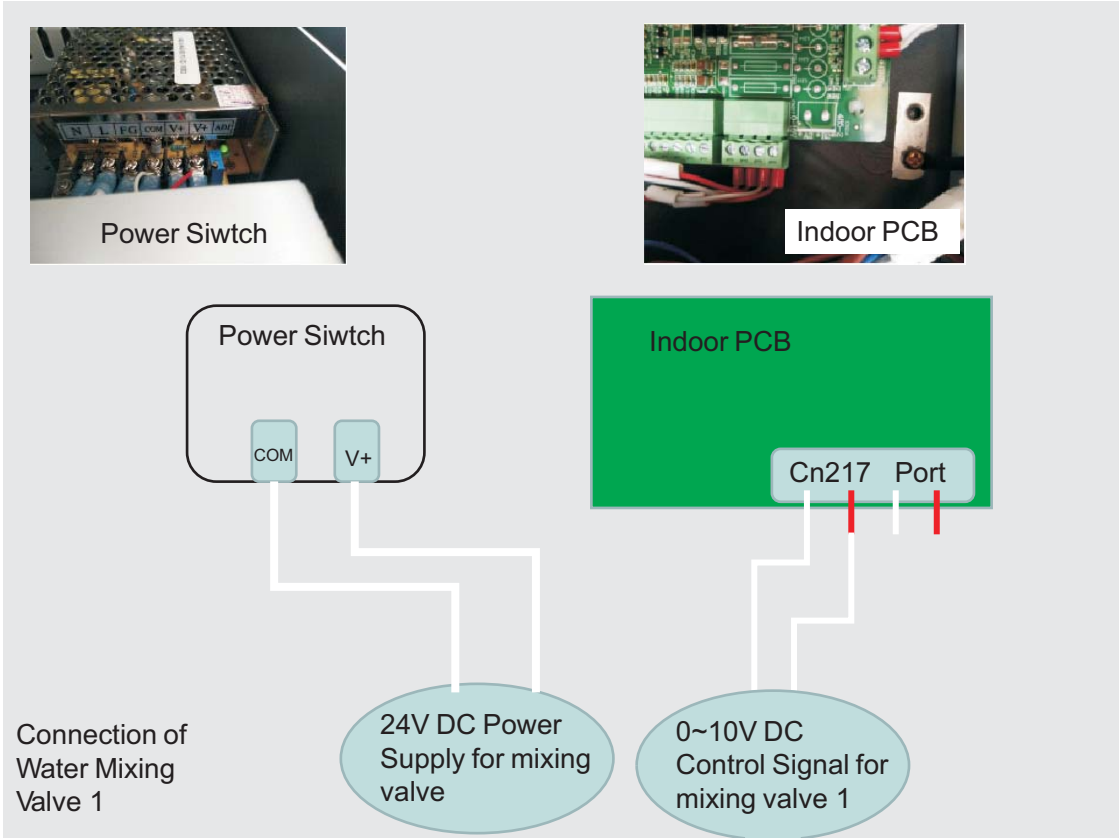 N L FG COM V+ V+ ADJ
Power Siwtch
Indoor PCB
Power Siwtch
COM
V+
Indoor PCB
Cn217 Port
Connection of
Water Mixing
Valve 1
24V DC Power
Supply for mixing
valve
0~10V DC
Control Signal for
mixing valve 1